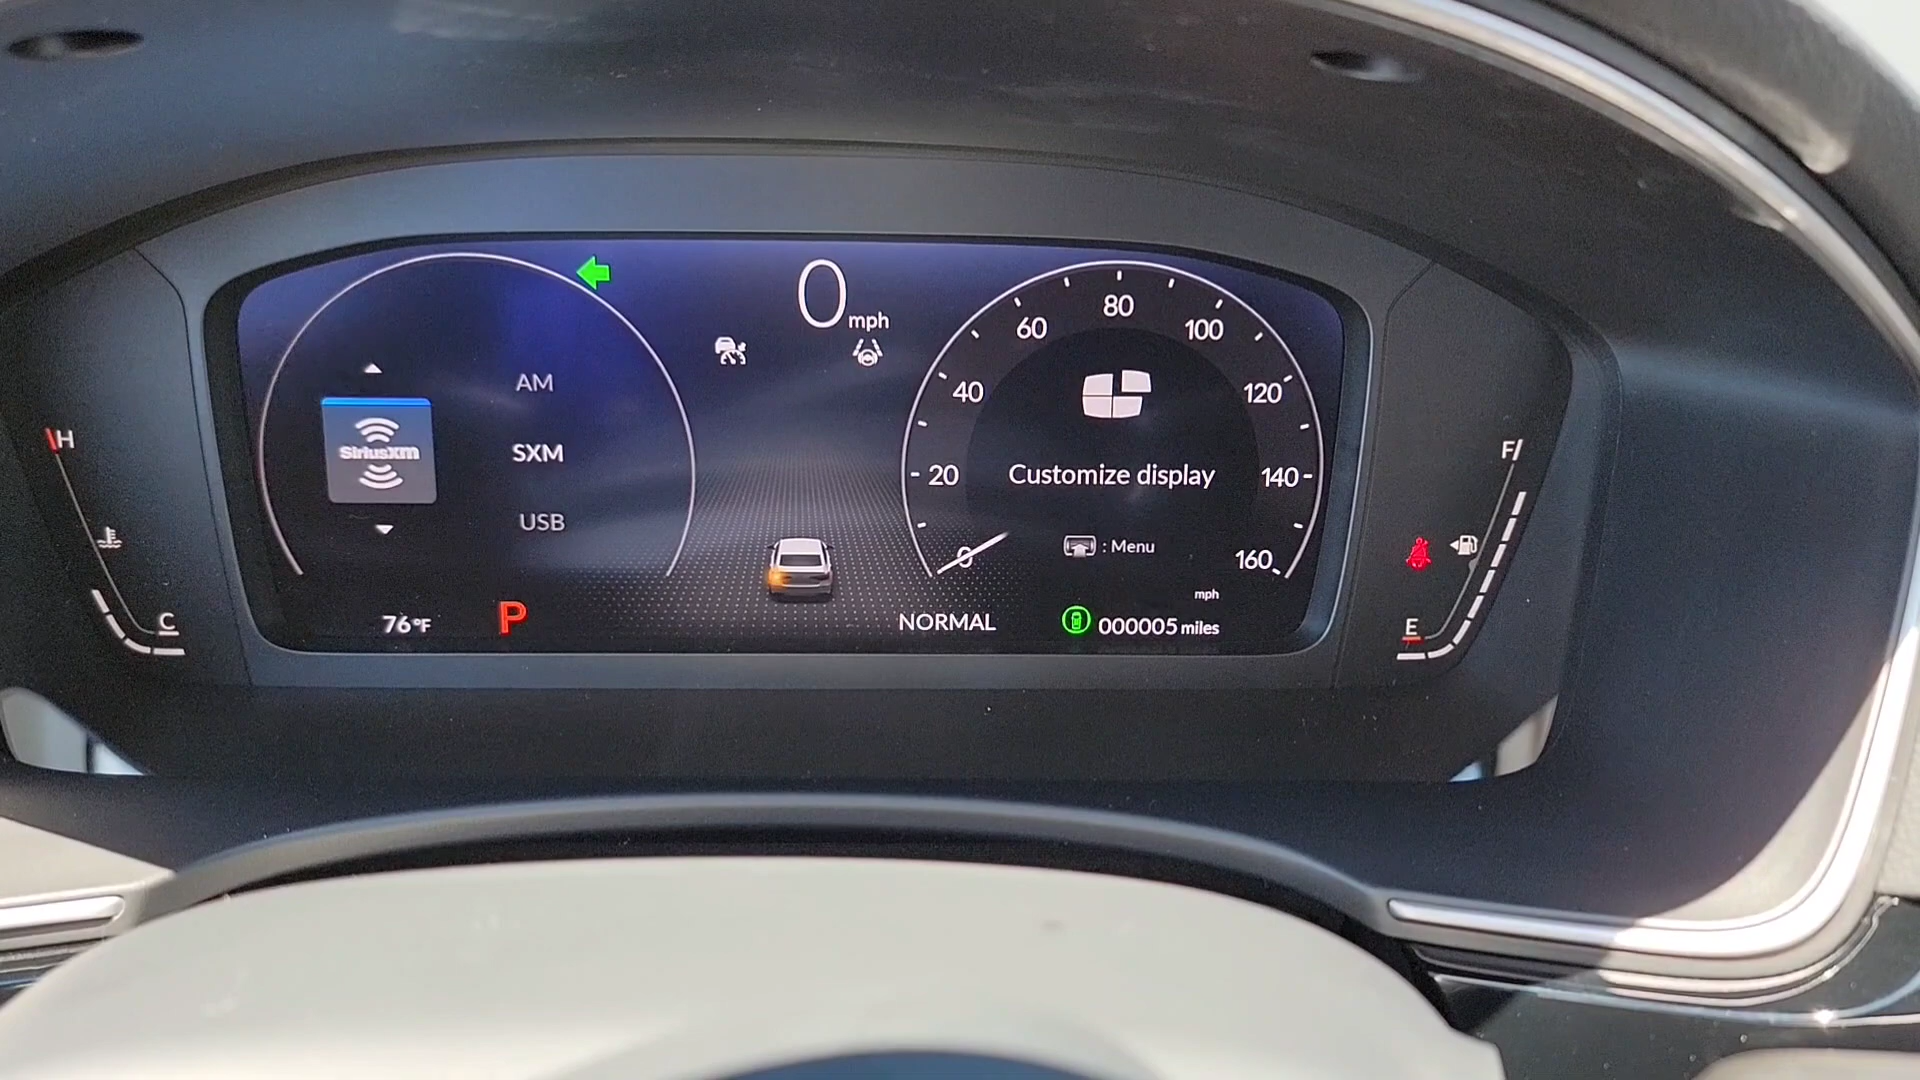 0 mph
AM
SiriusXM
SXM
USB
76°F
P
0
20
40
60
80
100
120
140
160
mph
Customize display
: Menu
NORMAL
000005 miles
H
C
F
E